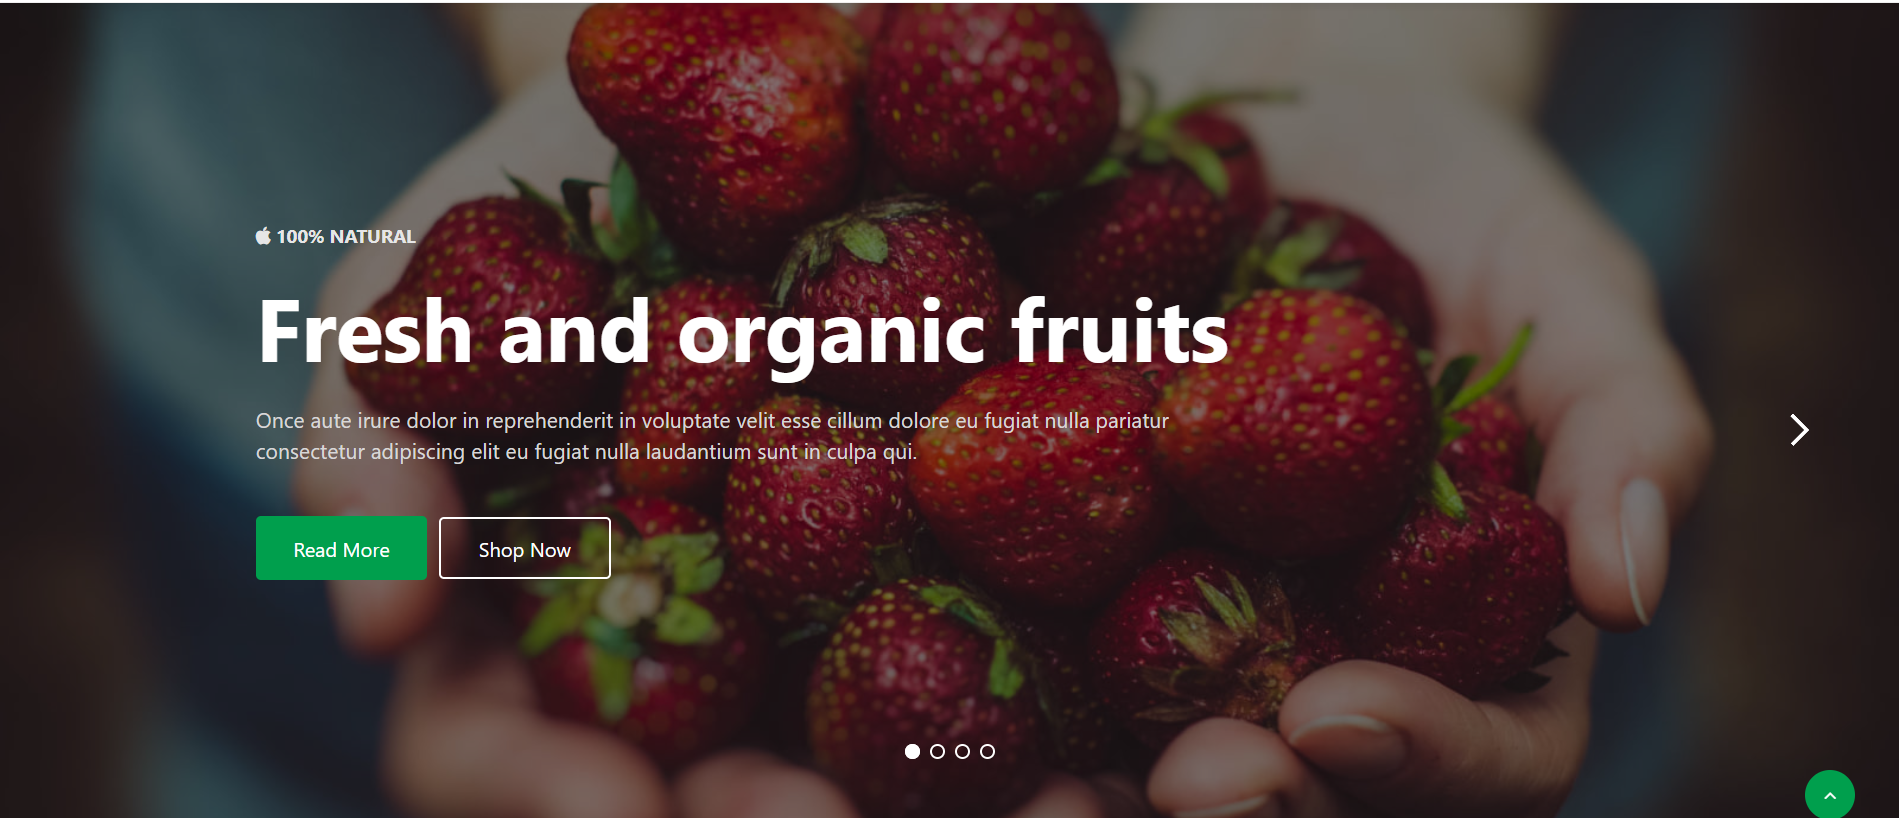 100% NATURAL
Fresh and organic fruits
Once aute irure dolor in reprehenderit in voluptate velit esse cillum dolore eu fugiat nulla pariatur
consectetur adipiscing elit eu fugiat nulla laudantium sunt in culpa qui.
Read More
Shop Now